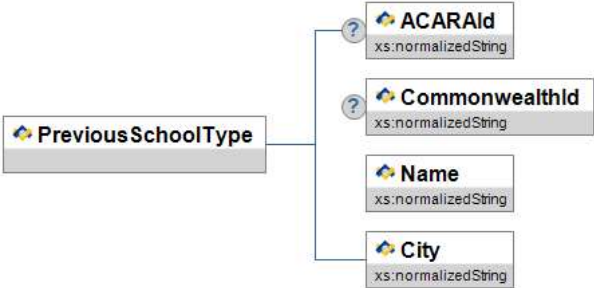 ?
ACARAId
xs:normalizedString
?
CommonwealthId
xs:normalizedString
PreviousSchoolType
Name
xs:normalizedString
City
xs:normalizedString